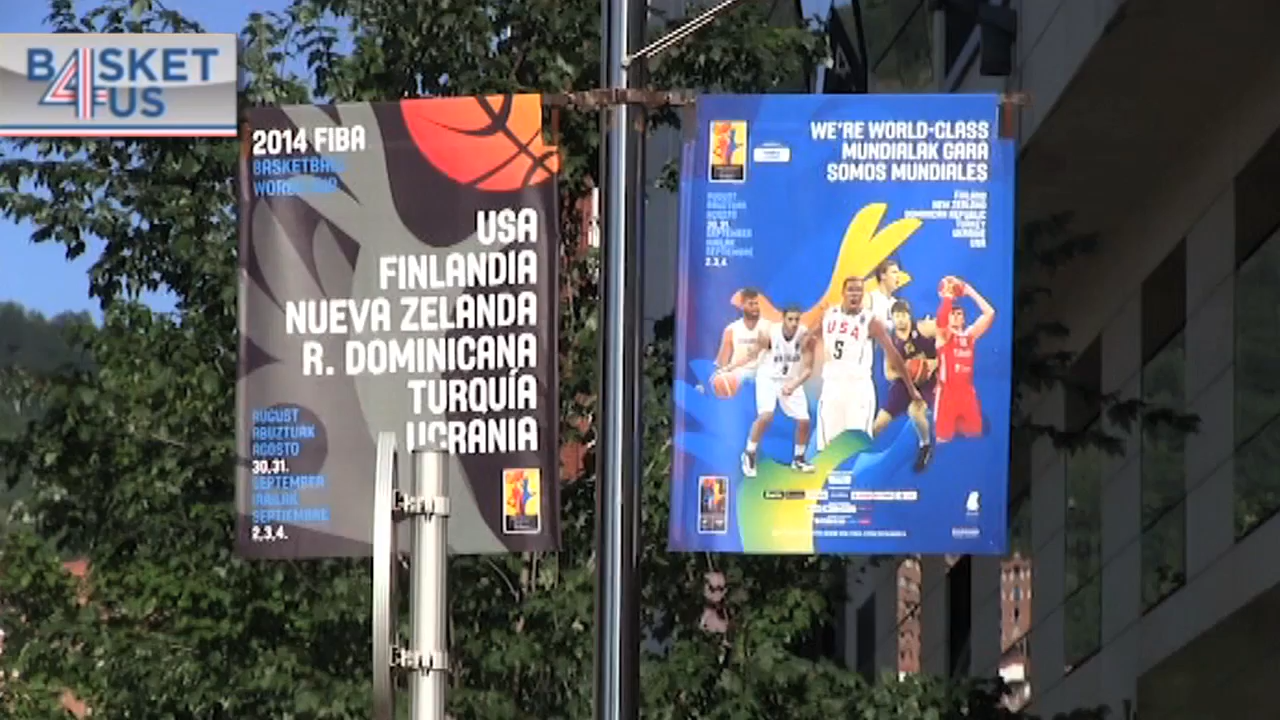 BASKET
4US
2014 FIBA
BASKETBALL
WORLD CUP
USA
FINLANDIA
NUEVA ZELANDA
R. DOMINICANA
TURQUÍA
UCRANIA
AUGUST
ABUZTUAK
AGOSTO
30.31.
SEPTEMBER
IRAILAK
SEPTIEMBRE
2.3.4.
WE'RE WORLD-CLASS
MUNDIALAK GARA
SOMOS MUNDIALES
AUGUST
ABUZTUAK
AGOSTO
30.31.
SEPTEMBER
IRAILAK
SEPTIEMBRE
2.3.4.
FINLAND
NEW ZEALAND
DOMINICAN REPUBLIC
TURKEY
UKRAINE
USA
USA
5